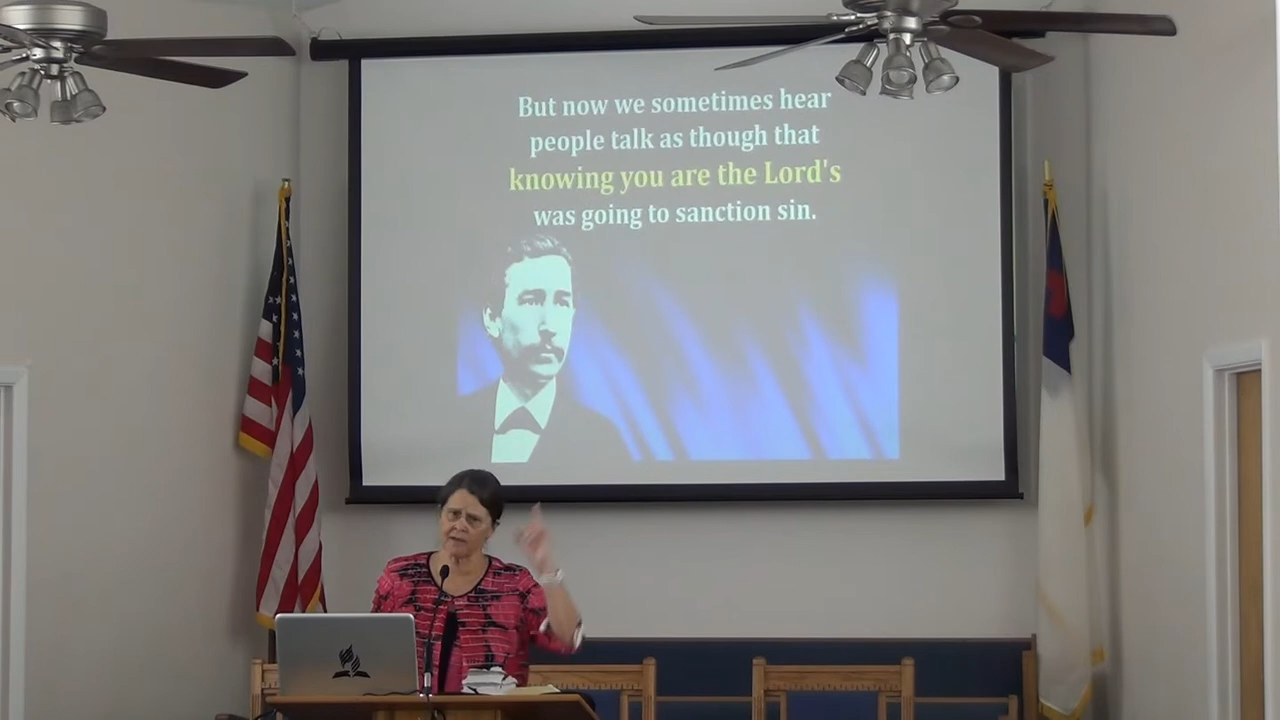 But now we sometimes hear
people talk as though that
knowing you are the Lord's
was going to sanction sin.